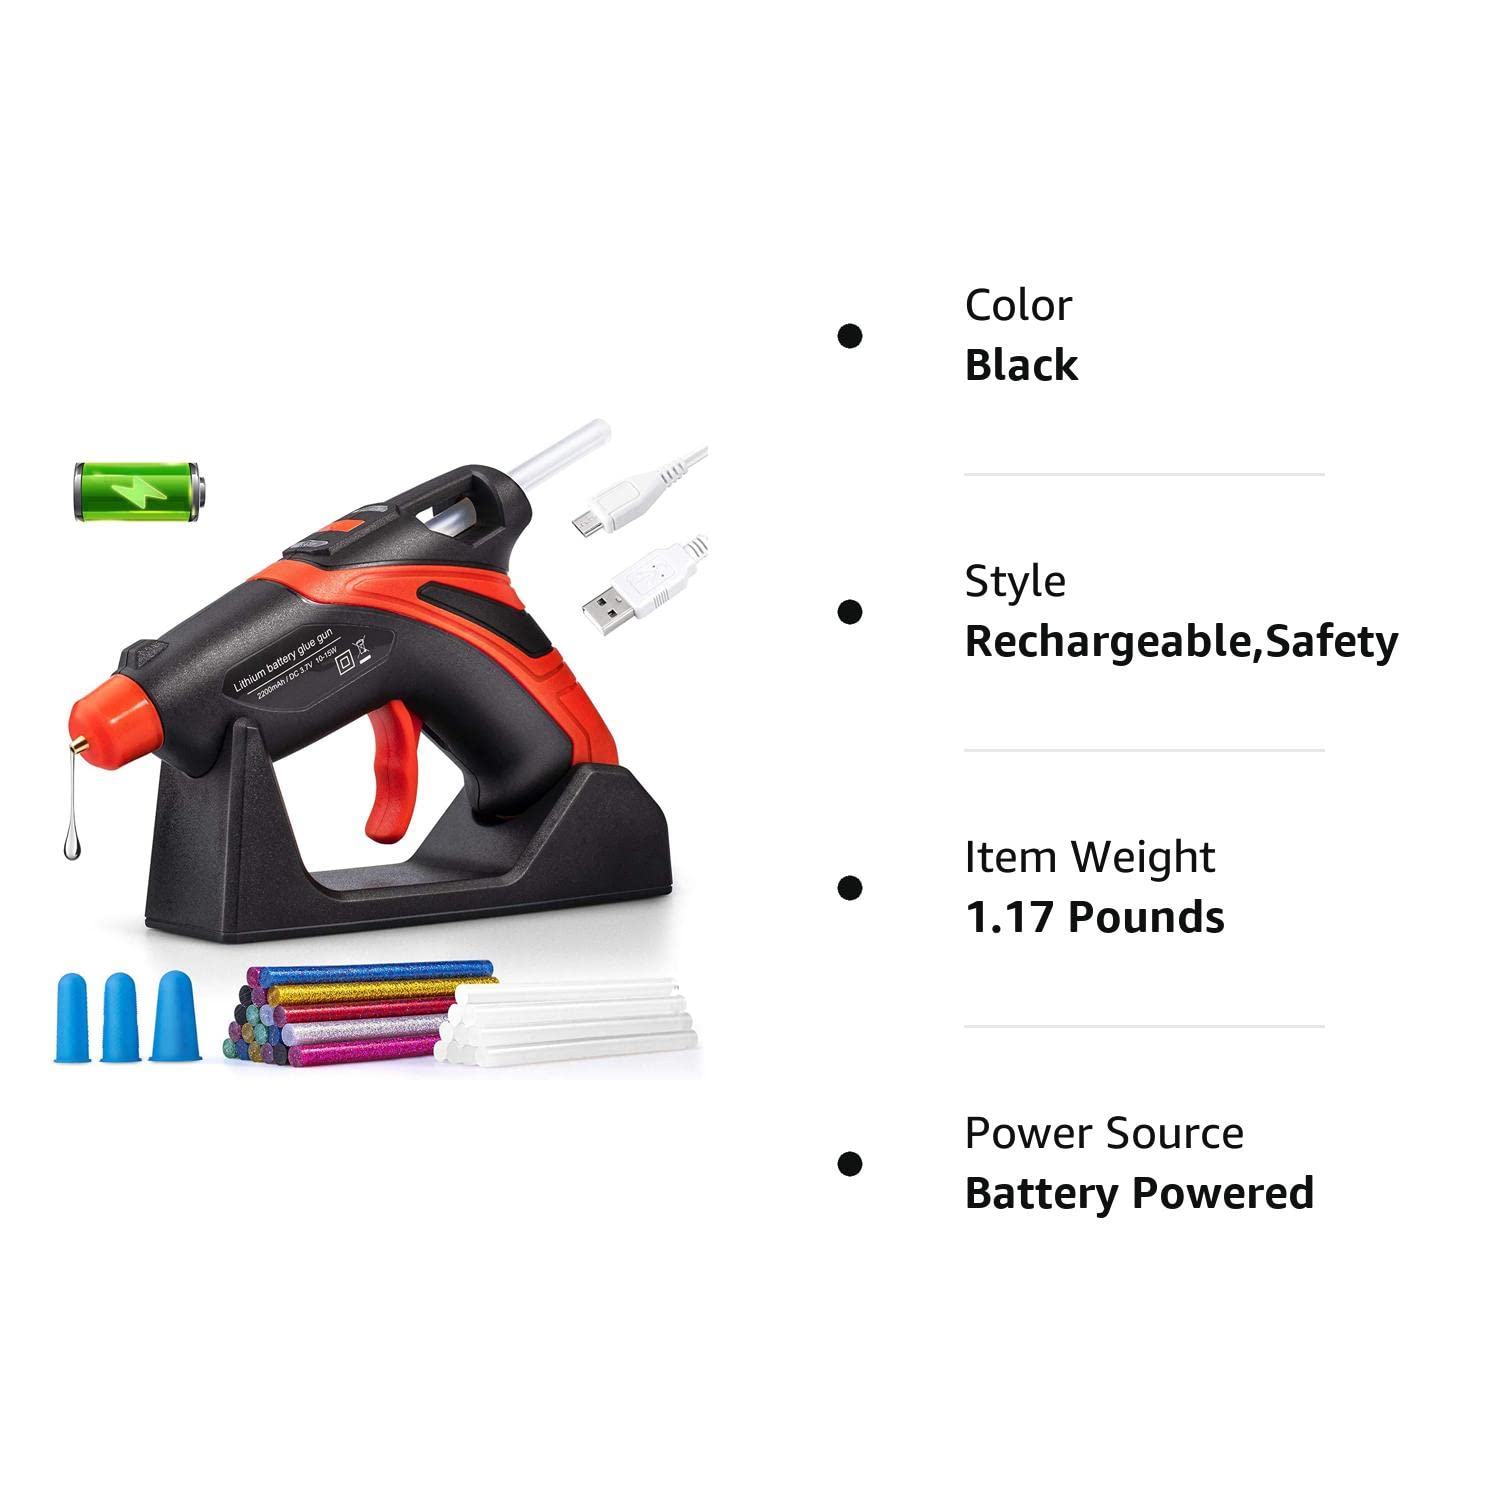 Color
Black
Style
Rechargeable,Safety
Item Weight
1.17 Pounds
Power Source
Battery Powered
Lithium battery glue gun
2200mAh / DC 3.7V 10-15W